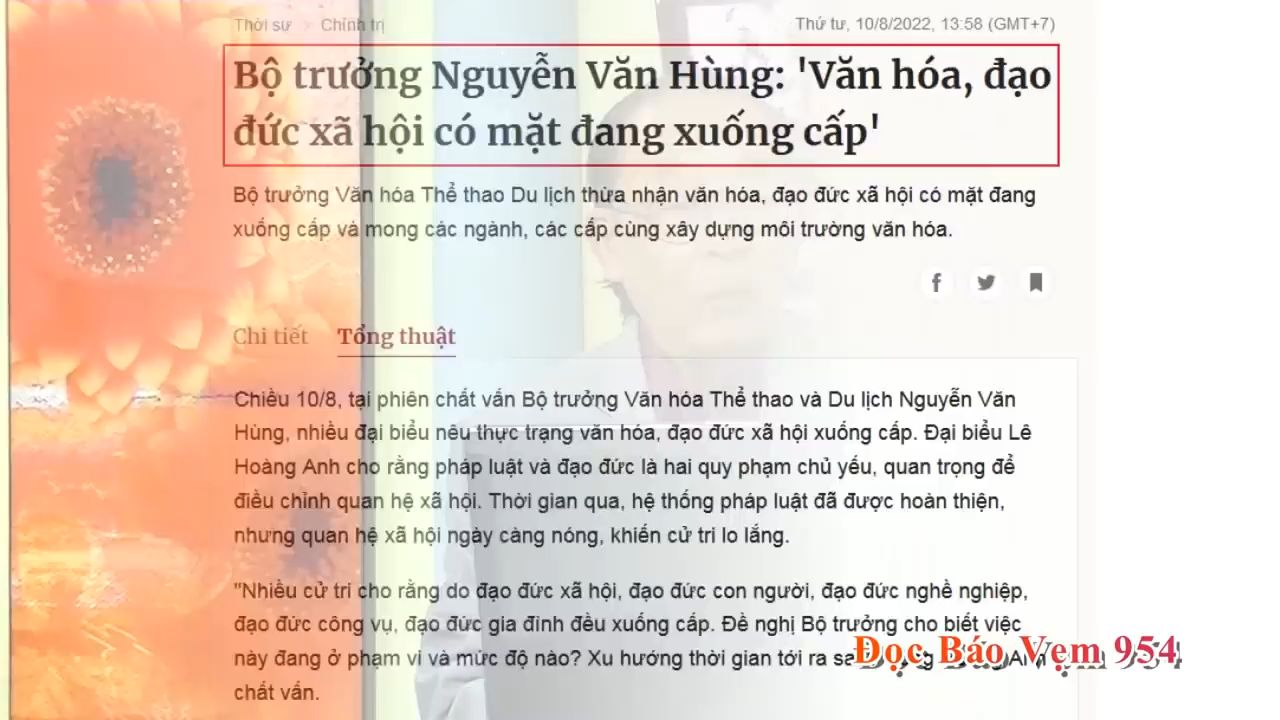 Thời sự > Chính trị
Thứ tư, 10/8/2022, 13:58 (GMT+7)
Bộ trưởng Nguyễn Văn Hùng: 'Văn hóa, đạo
đức xã hội có mặt đang xuống cấp'
Bộ trưởng Văn hóa Thể thao Du lịch thừa nhận văn hóa, đạo đức xã hội có mặt đang
xuống cấp và mong các ngành, các cấp cùng xây dựng môi trường văn hóa.
Chi tiết Tổng thuật
Chiều 10/8, tại phiên chất vấn Bộ trưởng Văn hóa Thể thao và Du lịch Nguyễn Văn
Hùng, nhiều đại biểu nêu thực trạng văn hóa, đạo đức xã hội xuống cấp. Đại biểu Lê
Hoàng Anh cho rằng pháp luật và đạo đức là hai quy phạm chủ yếu, quan trọng để
điều chỉnh quan hệ xã hội. Thời gian qua, hệ thống pháp luật đã được hoàn thiện,
nhưng quan hệ xã hội ngày càng nóng, khiến cử tri lo lắng.
"Nhiều cử tri cho rằng do đạo đức xã hội, đạo đức con người, đạo đức nghề nghiệp,
đạo đức công vụ, đạo đức gia đình đều xuống cấp. Đề nghị Bộ trưởng cho biết việc
này đang ở phạm vi và mức độ nào? Xu hướng thời gian tới ra Anh
chất vấn.
Đọc Báo Vẹm 954